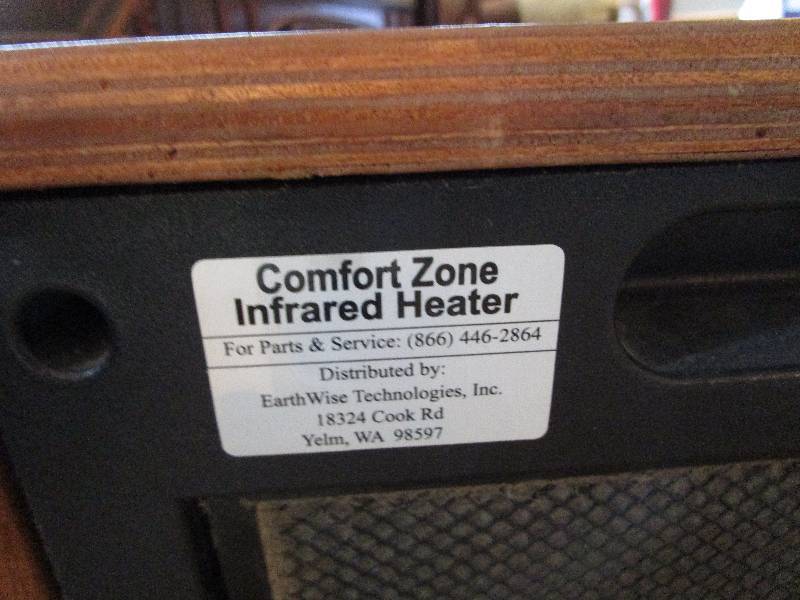 Comfort Zone
Infrared Heater
For Parts & Service: (866) 446-2864
Distributed by:
EarthWise Technologies, Inc.
18324 Cook Rd
Yelm, WA 98597